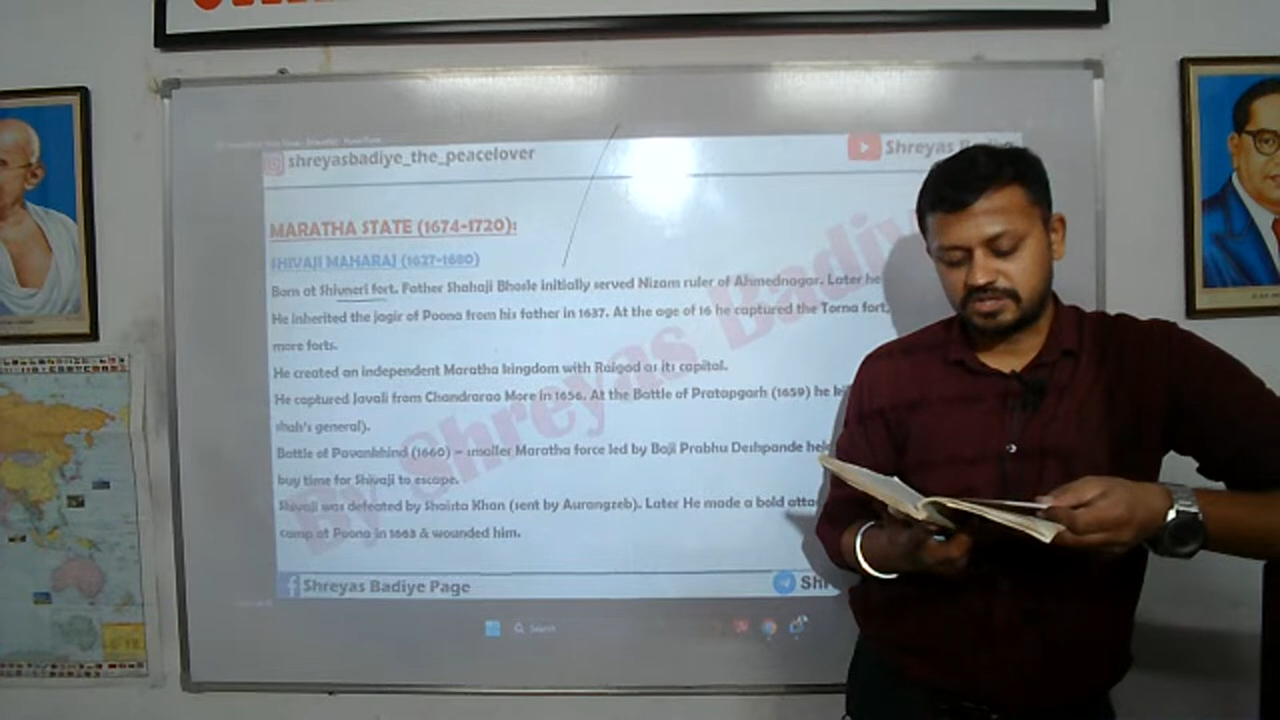 shreyasbadiye_the_peacelover
Shreyas Badiye
MARATHA STATE (1674-1720):
SHIVAJI MAHARAJ (1627-1680)
Born at Shivneri fort. Father Shahaji Bhosle initially served Nizam ruler of Ahmednagar. Later he
He inherited the jagir of Poona from his father in 1637. At the age of 16 he captured the Torna fort,
more forts.
He created an independent Maratha kingdom with Raigad as its capital.
He captured Javali from Chandrarao More in 1656. At the Battle of Pratapgarh (1659) he
shah's general).
Battle of Pavankhind (1660) – smaller Maratha force led by Baji Prabhu Deshpande
buy time for Shivaji to escape.
Shivaji was defeated by Shaista Khan (sent by Aurangzeb). Later He made a bold
camp at Poona in 1663 & wounded him.
By Shreyas Badiye
Shreyas Badiye Page
Search